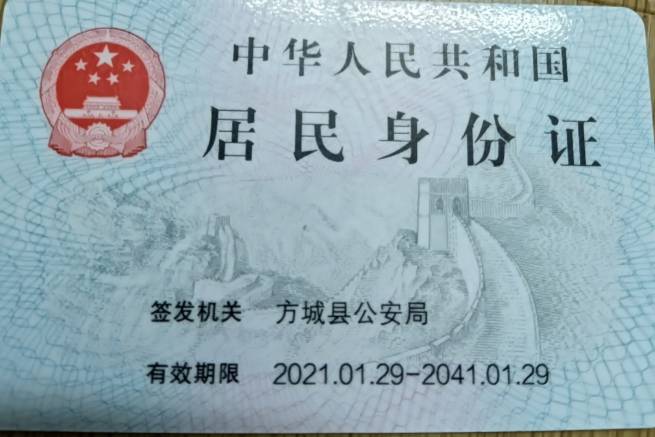 中华人民共和国
居民身份证
签发机关 方城县公安局
有效期限 2021.01.29-2041.01.29